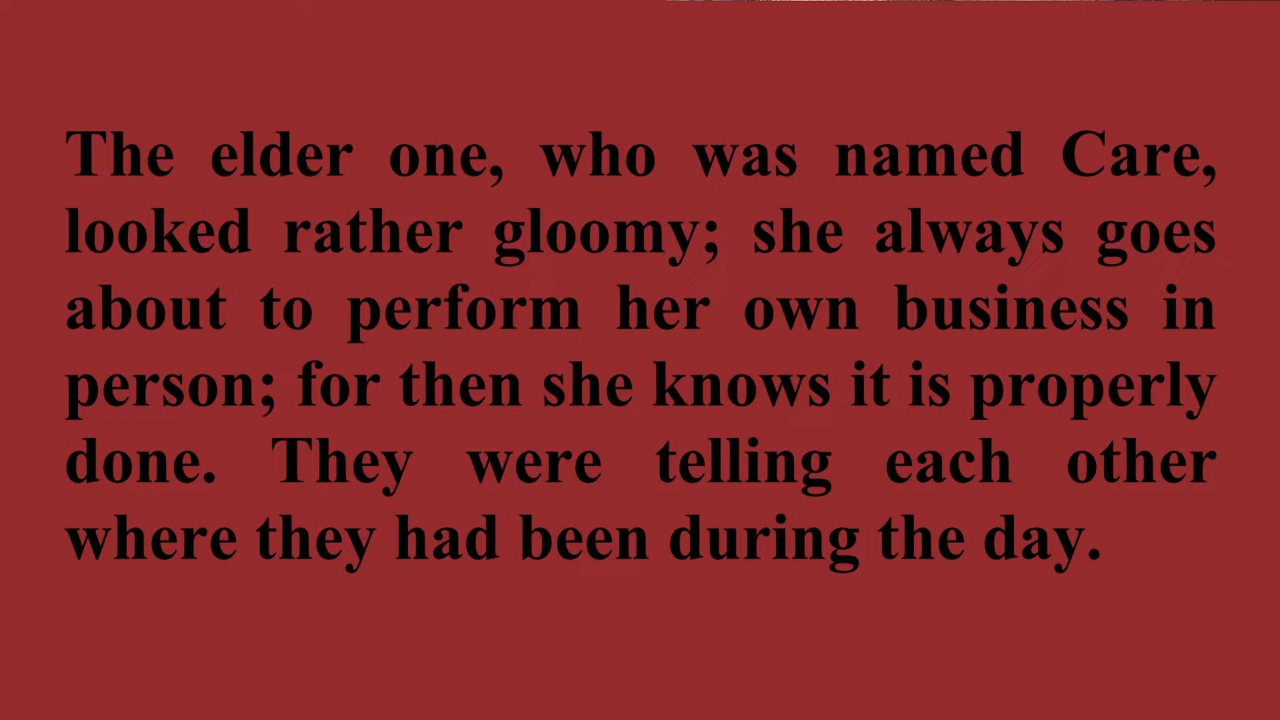 The elder one, who was named Care,
looked rather gloomy; she always goes
about to perform her own business in
person; for then she knows it is properly
done. They were telling each other
where they had been during the day.